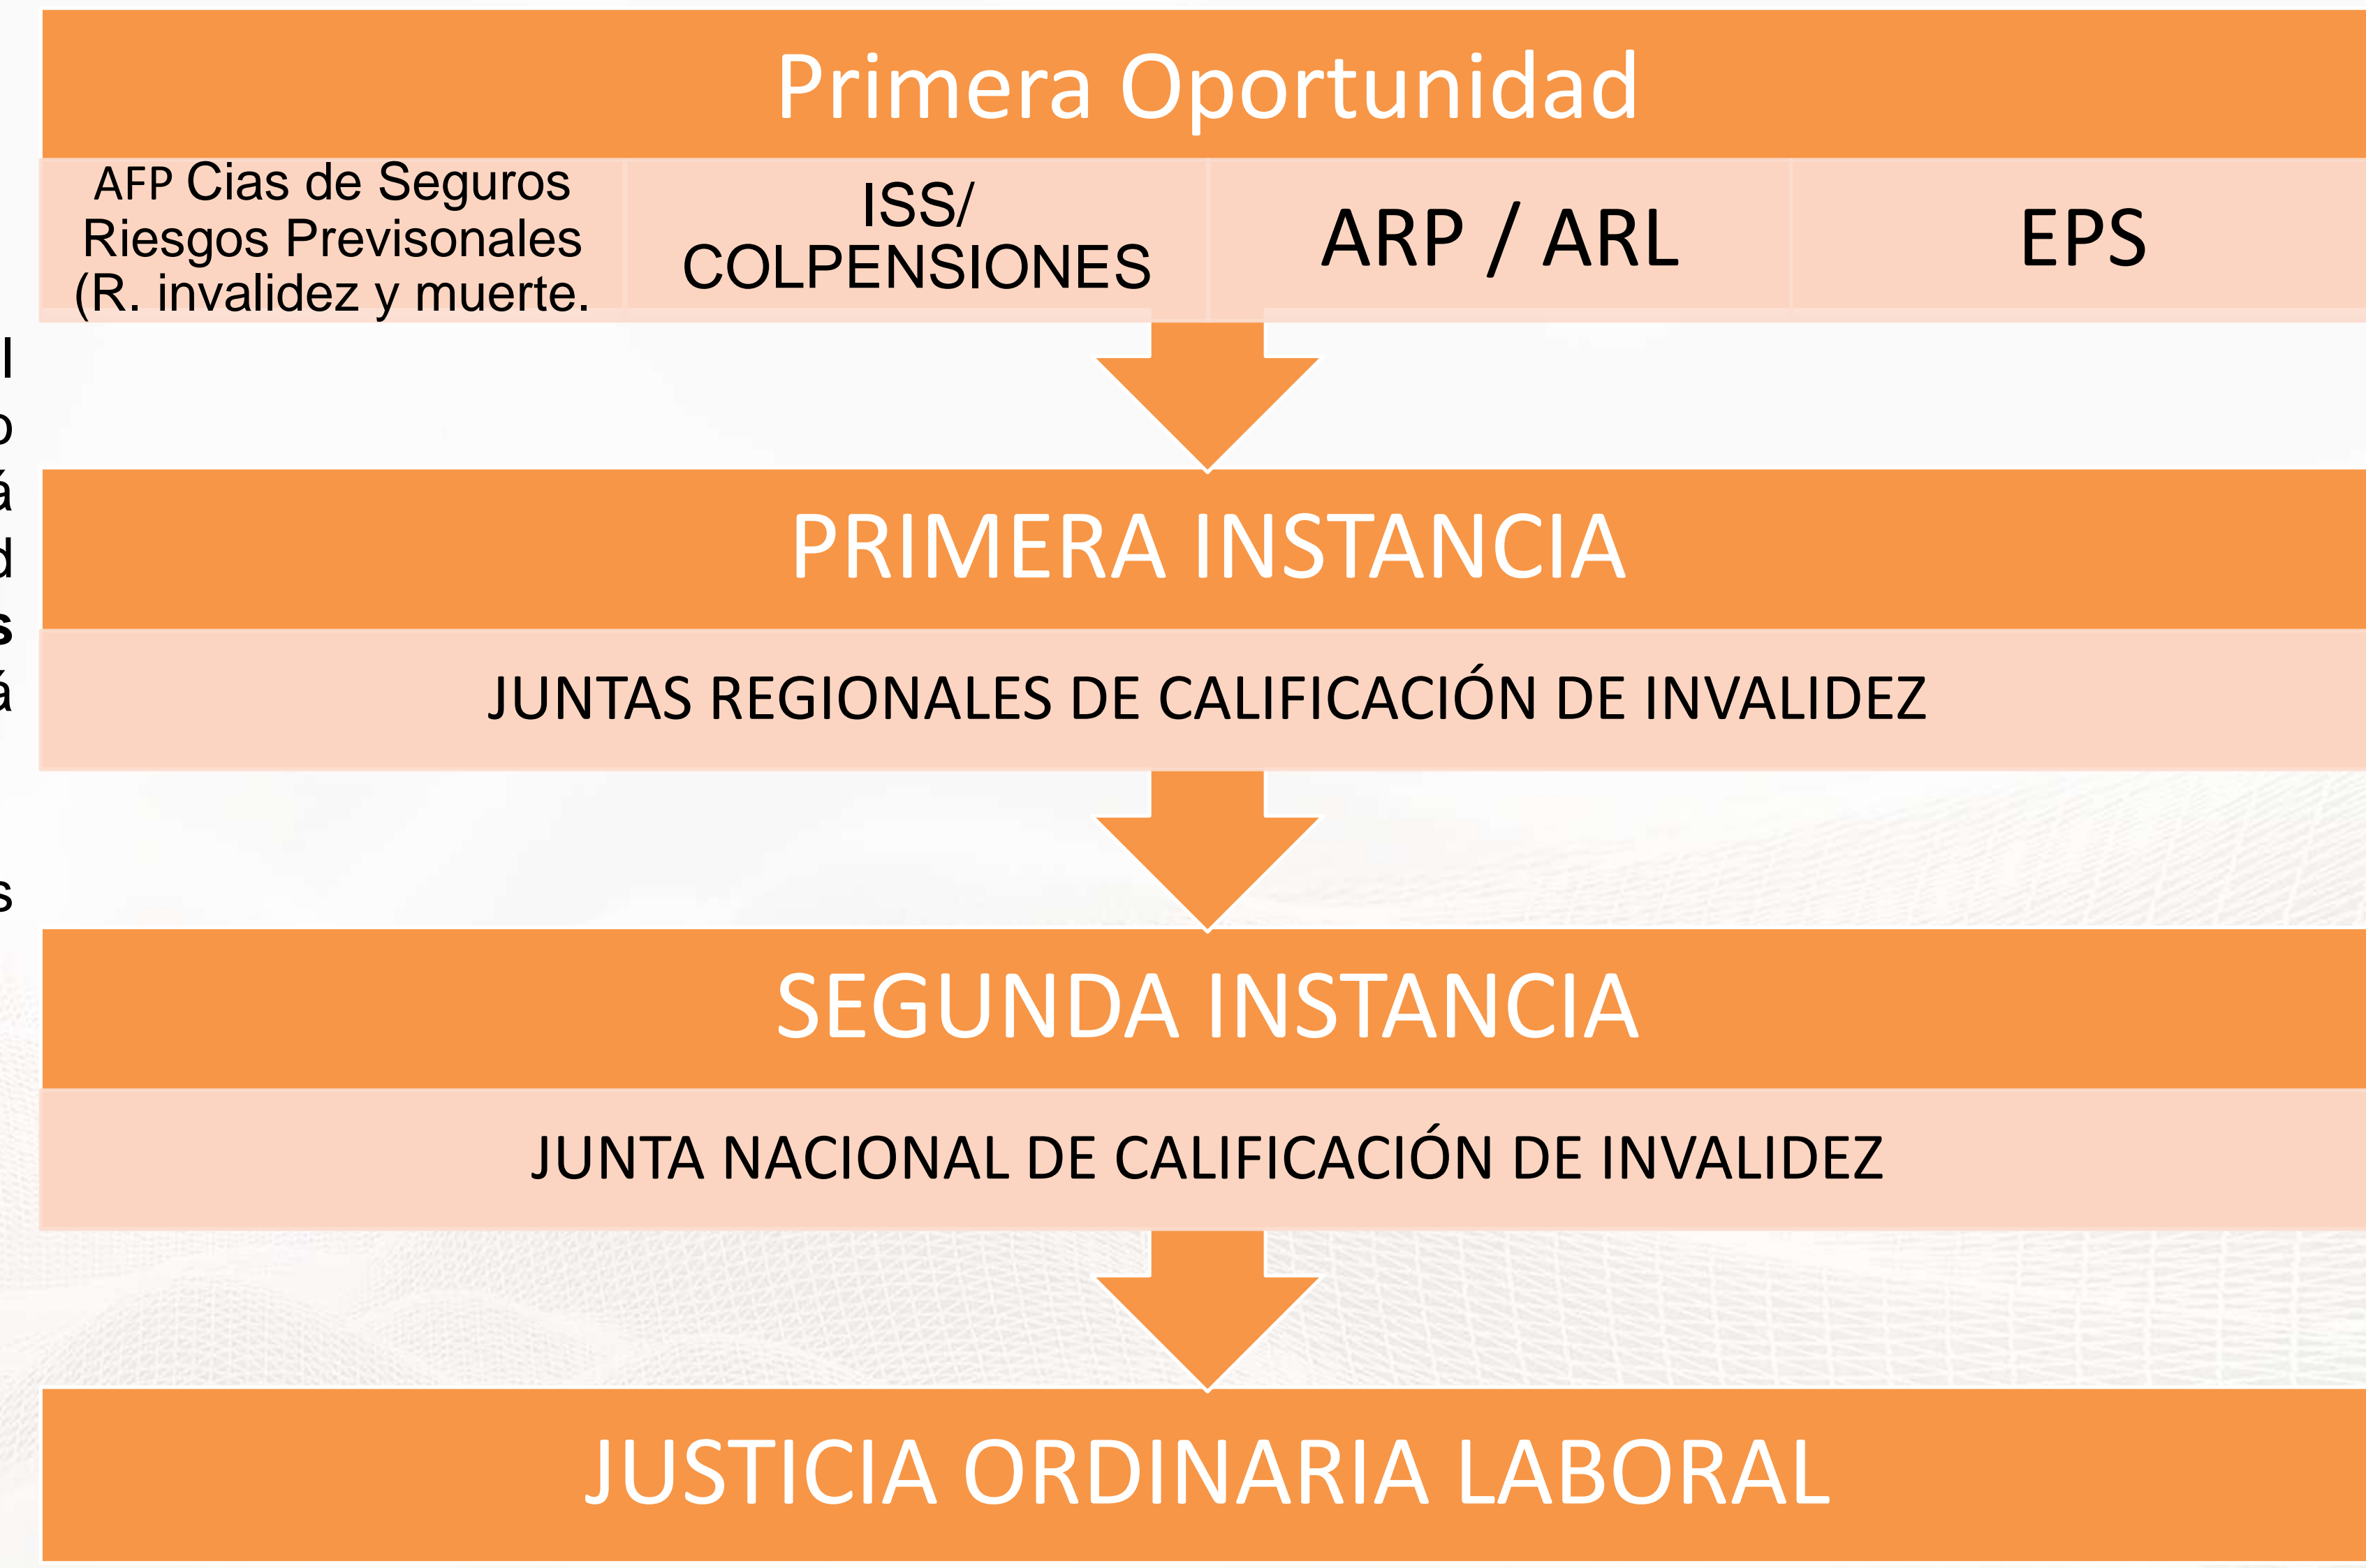 Primera Oportunidad
AFP Cias de Seguros
Riesgos Previsonales
(R. invalidez y muerte.
ISS/
COLPENSIONES
ARP / ARL
EPS
PRIMERA INSTANCIA
JUNTAS REGIONALES DE CALIFICACIÓN DE INVALIDEZ
SEGUNDA INSTANCIA
JUNTA NACIONAL DE CALIFICACIÓN DE INVALIDEZ
JUSTICIA ORDINARIA LABORAL